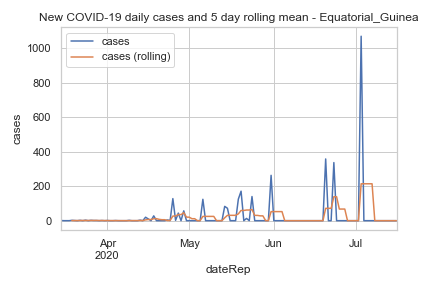 New COVID-19 daily cases and 5 day rolling mean - Equatorial_Guinea
cases
cases (rolling)
1000
800
600
400
200
0
cases
Apr
2020
May
Jun
Jul
dateRep